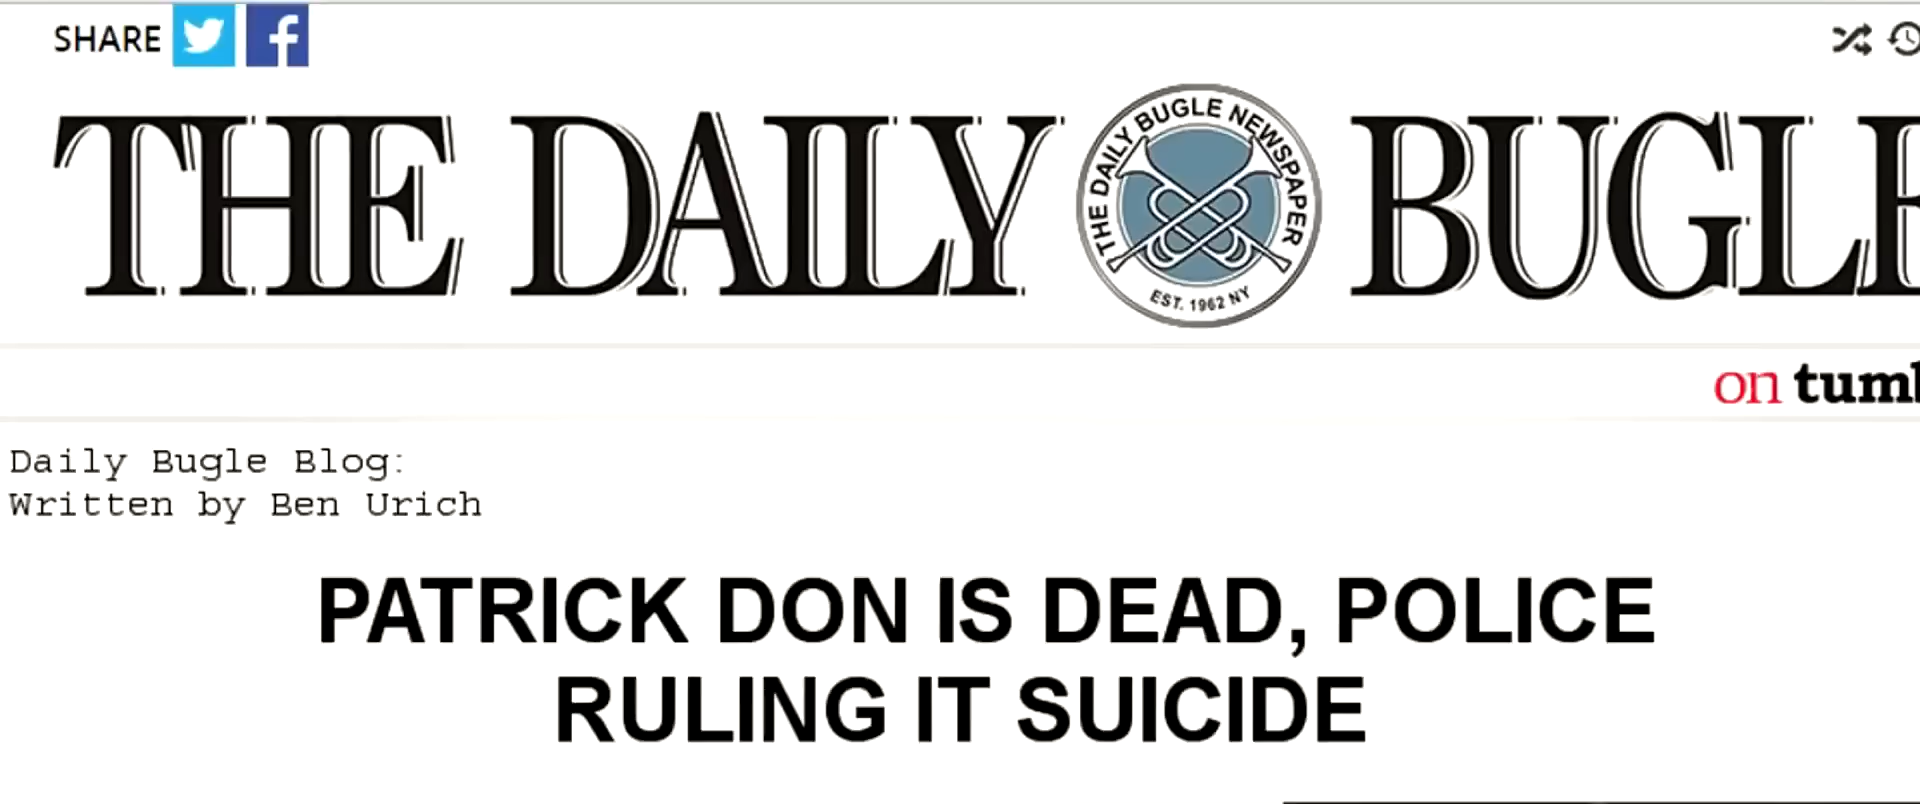 SHARE
THE DAILY BUGLE
THE DAILY BUGLE NEWSPAPER
EST. 1962 NY
on tumb
Daily Bugle Blog:
Written by Ben Urich
PATRICK DON IS DEAD, POLICE
RULING IT SUICIDE